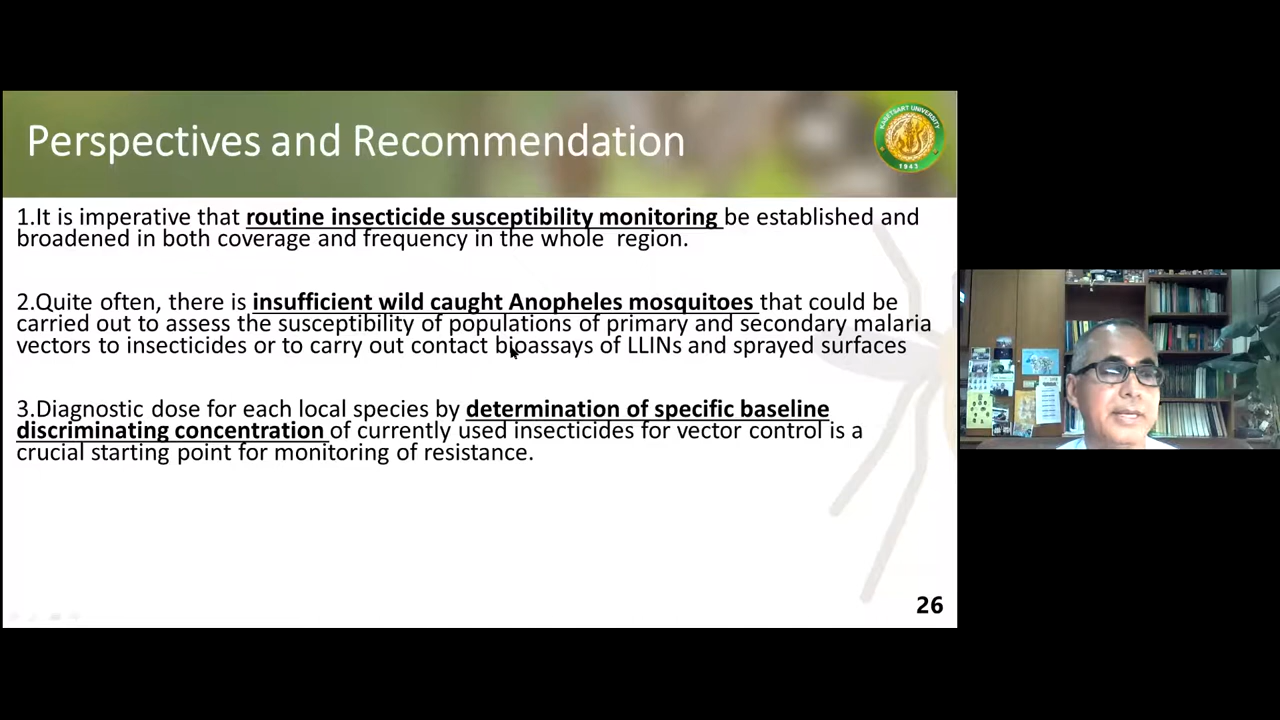 Perspectives and Recommendation
KASETSART UNIVERSITY
1943
1.It is imperative that routine insecticide susceptibility monitoring be established and
broadened in both coverage and frequency in the whole region.
2.Quite often, there is insufficient wild caught Anopheles mosquitoes that could be
carried out to assess the susceptibility of populations of primary and secondary malaria
vectors to insecticides or to carry out contact bioassays of LLINs and sprayed surfaces
3.Diagnostic dose for each local species by determination of specific baseline
discriminating concentration of currently used insecticides for vector control is a
crucial starting point for monitoring of resistance.
26